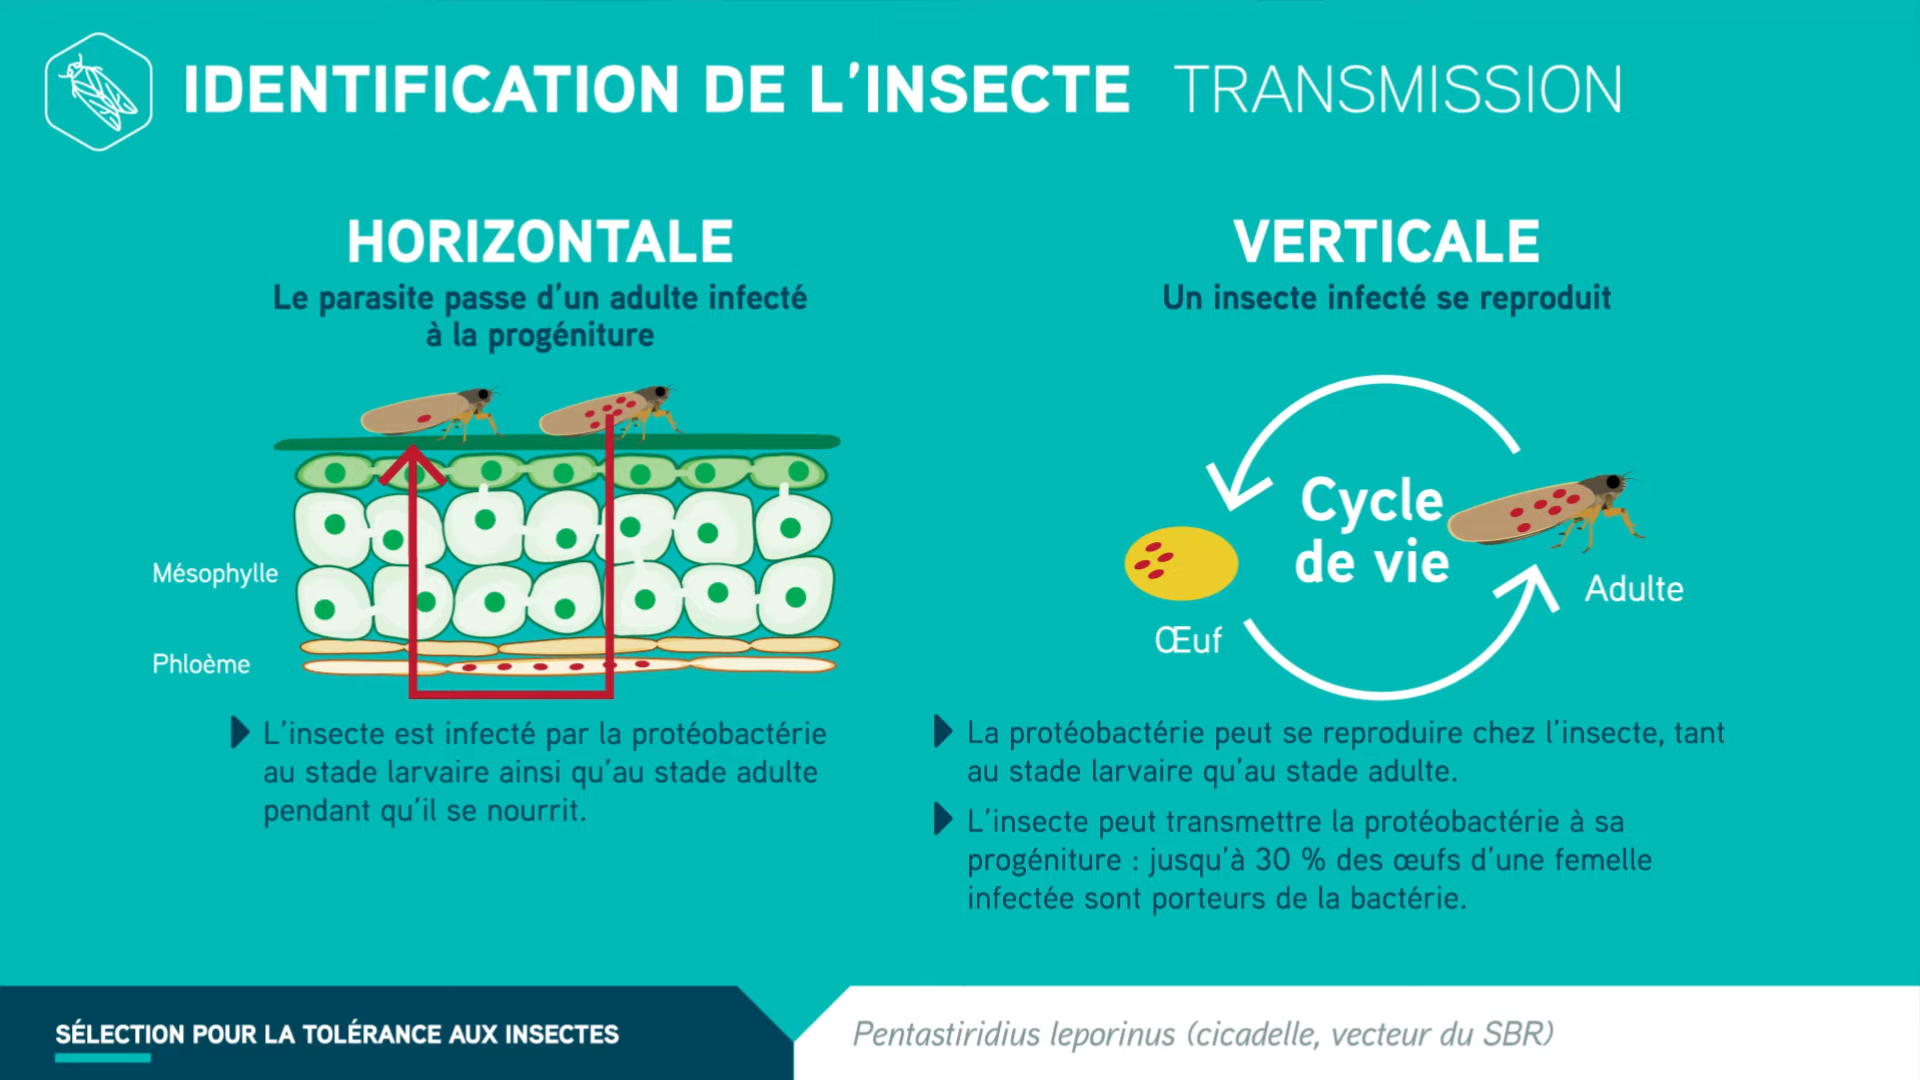 IDENTIFICATION DE L'INSECTE TRANSMISSION
HORIZONTALE
Le parasite passe d'un adulte infecté
à la progéniture
Mésophylle
Phloème
L'insecte est infecté par la protéobactérie
au stade larvaire ainsi qu'au stade adulte
pendant qu'il se nourrit.
VERTICALE
Un insecte infecté se reproduit
Cycle
de vie
Adulte
Œuf
La protéobactérie peut se reproduire chez l'insecte, tant
au stade larvaire qu'au stade adulte.
L'insecte peut transmettre la protéobactérie à sa
progéniture : jusqu'à 30 % des œufs d'une femelle
infectée sont porteurs de la bactérie.
SÉLECTION POUR LA TOLÉRANCE AUX INSECTES
Pentastiridius leporinus (cicadelle, vecteur du SBR)